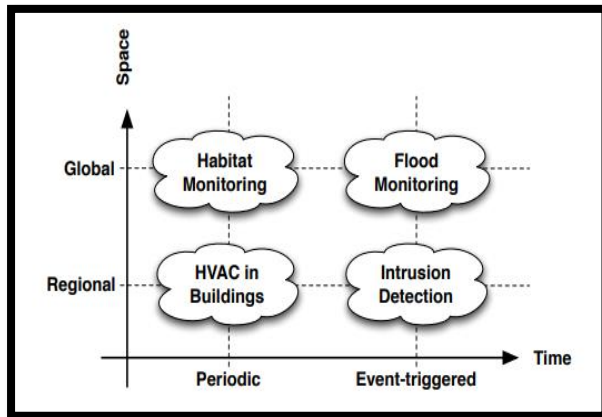 Space
Global
Habitat
Monitoring
Flood
Monitoring
Regional
HVAC in
Buildings
Intrusion
Detection
Time
Periodic
Event-triggered